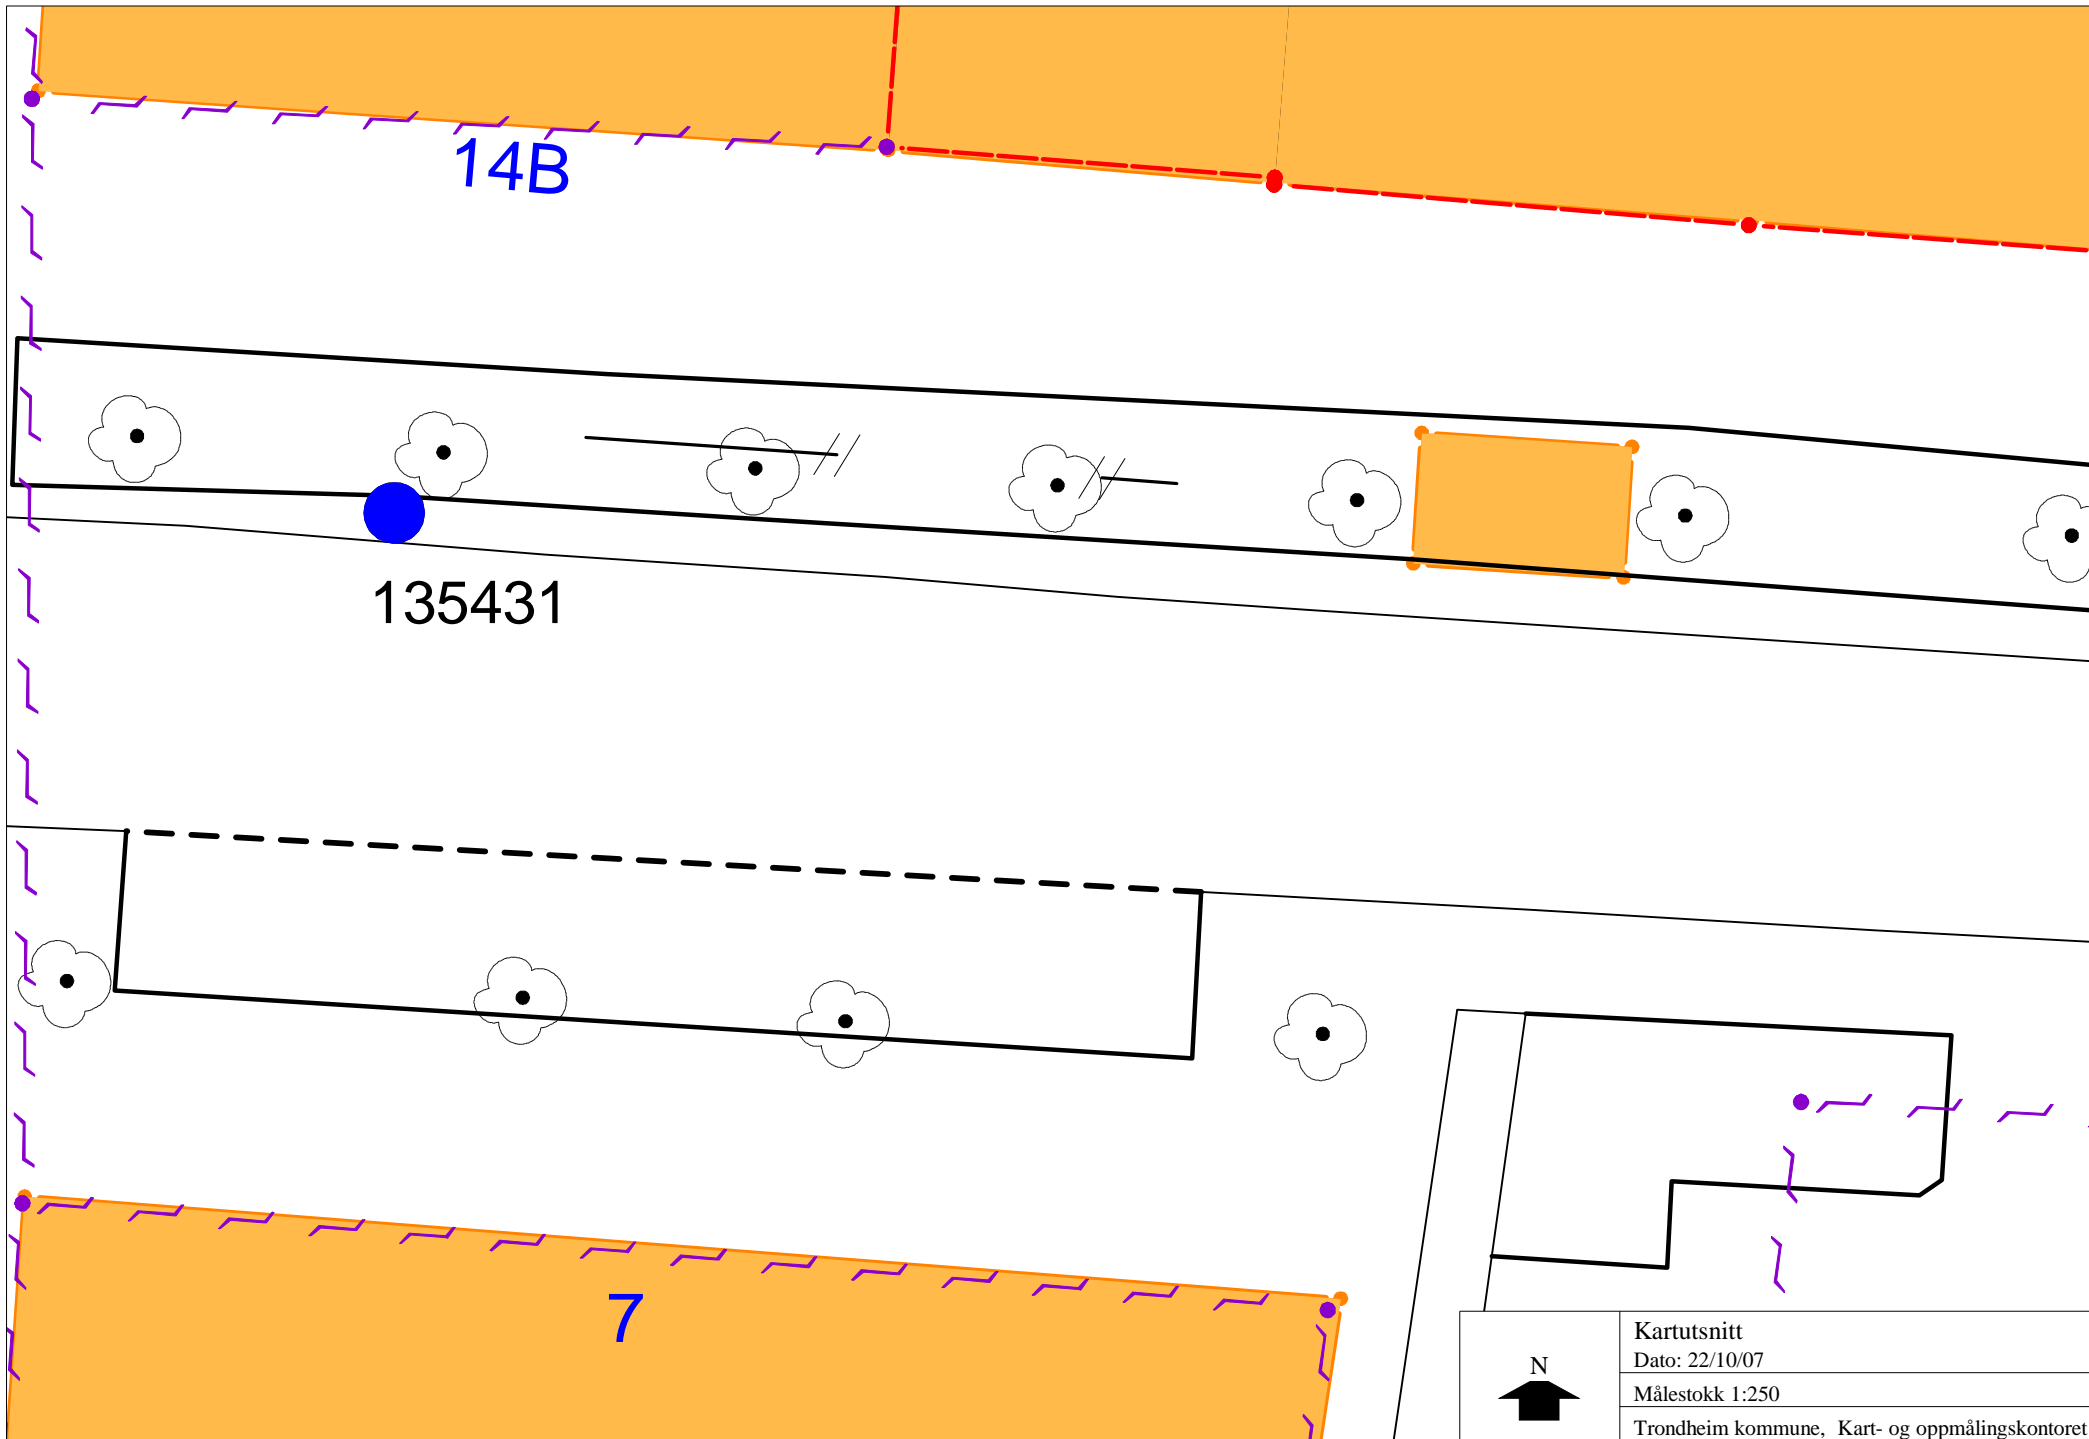 14B
135431
7
N
Kartutsnitt
Dato: 22/10/07
Målestokk 1:250
Trondheim kommune, Kart- og oppmålingskontoret